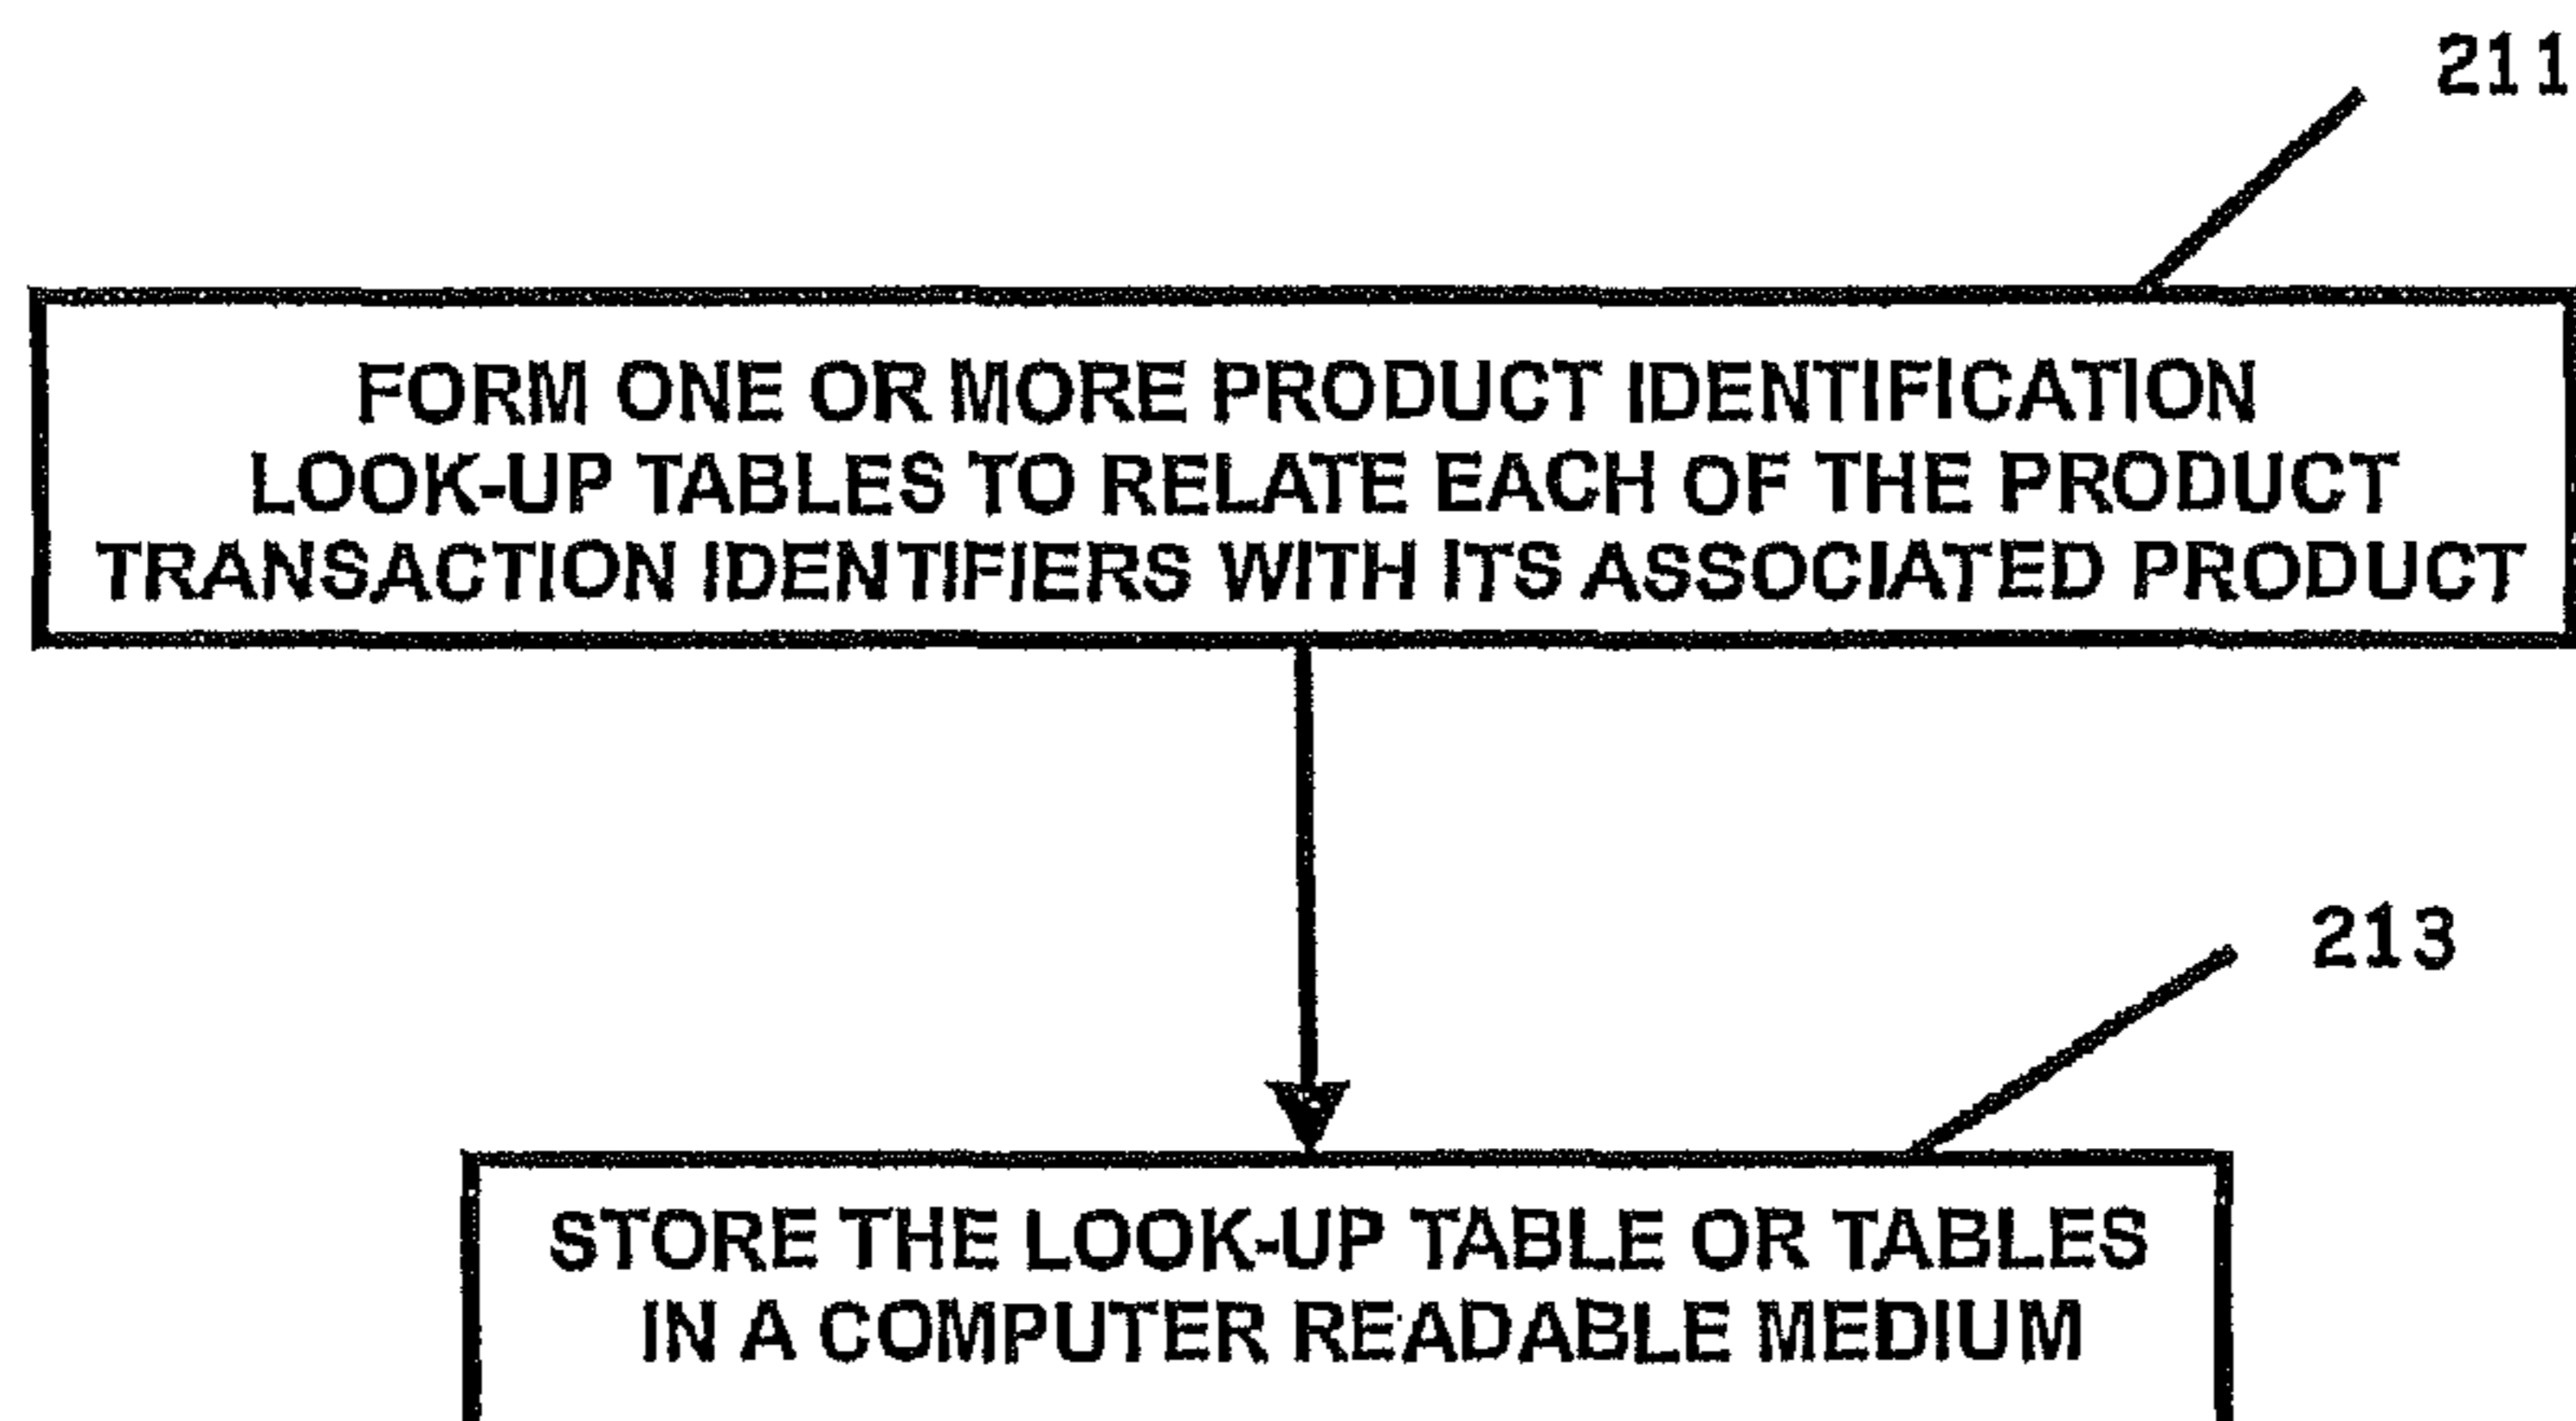 211
FORM ONE OR MORE PRODUCT IDENTIFICATION
LOOK-UP TABLES TO RELATE EACH OF THE PRODUCT
TRANSACTION IDENTIFIERS WITH ITS ASSOCIATED PRODUCT
213
STORE THE LOOK-UP TABLE OR TABLES
IN A COMPUTER READABLE MEDIUM